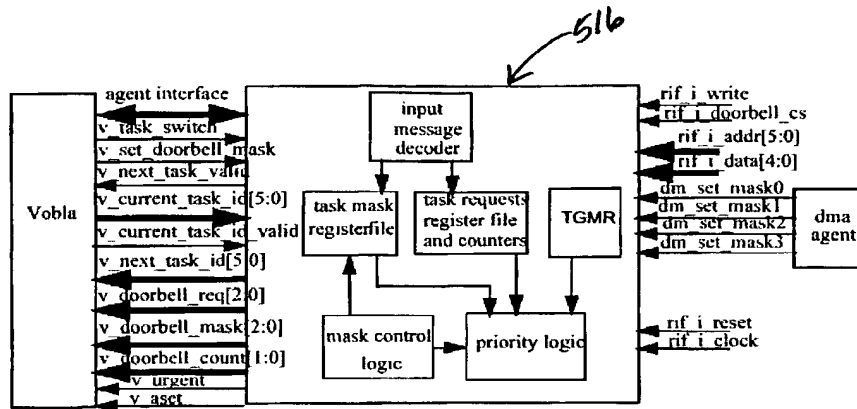 516
agent interface
v_task_switch
v_set_doorbell_mask
v_next_task_valid
v_current_task_id[5:0]
v_current_task_id_valid
v_next_task_id[5:0]
v_doorbell_req[2:0]
v_doorbell_mask[2:0]
v_doorbell_count[1:0]
v_urgent
v_aset
Vobla
input
message
decoder
task mask
registerfile
task requests
register file
and counters
TGMR
mask control
logic
priority logic
rif_i_write
rif_i_doorbell_cs
rif_i_addr[5:0]
rif_i_data[4:0]
dm_set_mask0
dm_set_mask1
dm_set_mask2
dm_set_mask3
dma
agent
rif_i_reset
rif_i_clock